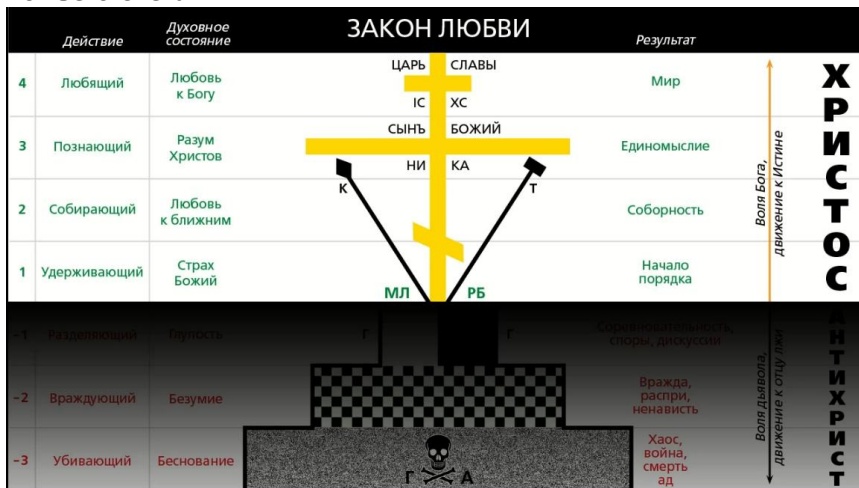 ЗАКОН ЛЮБВИ
Действие
Духовное
состояние
Результат
4
Любящий
Любовь
к Богу
ЦАРЬ СЛАВЫ
IC ХС
Мир
3
Познающий
Разум
Христов
СЫНЪ БОЖИЙ
НИ КА
Единомыслие
К
Т
2
Собирающий
Любовь
к ближним
Соборность
1
Удерживающий
Страх
Божий
МЛ РБ
Начало
порядка
Воля Бога,
движение к Истине
ХРИСТОС
-1
Разделяющий
Глупость
Г Г
Соревновательность,
споры, дискуссии
-2
Враждующий
Безумие
Вражда,
распри,
ненависть
-3
Убивающий
Беснование
Г А
Хаос,
война,
смерть
ад
Воля дьявола,
движение к отцу лжи
АНТИХРИСТ